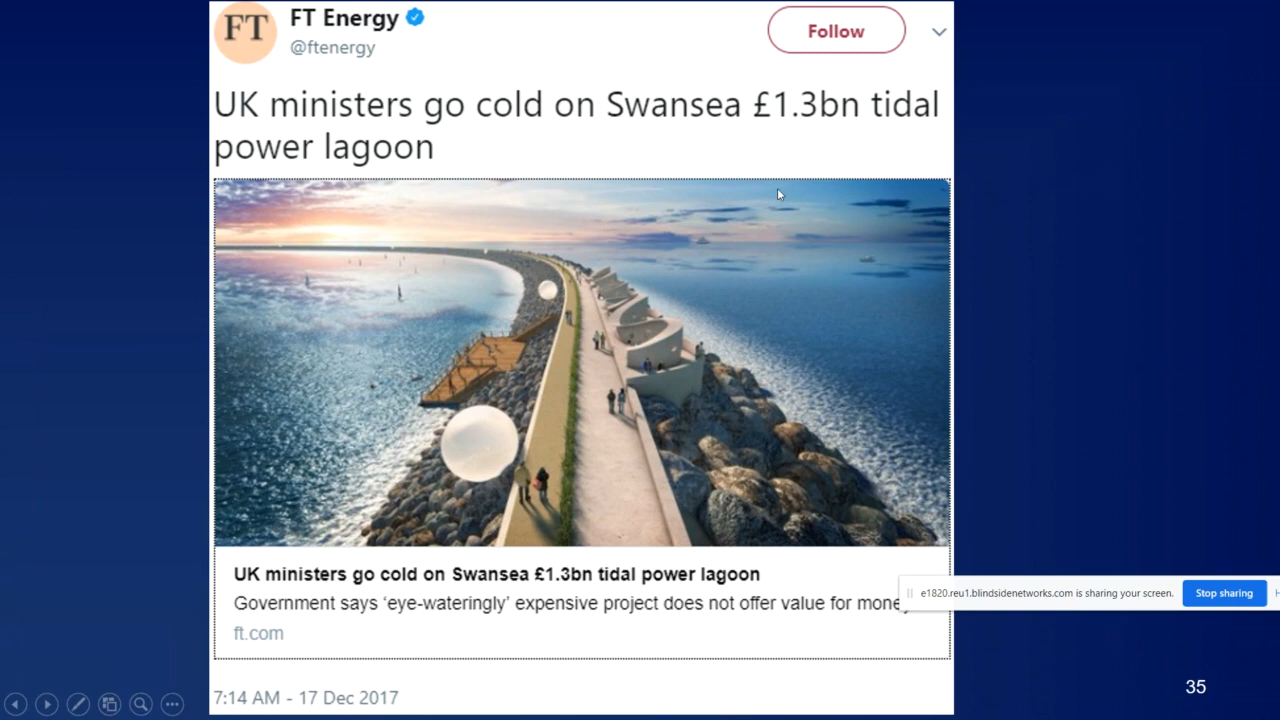 FT
FT Energy
@ftenergy
Follow
UK ministers go cold on Swansea £1.3bn tidal
power lagoon
UK ministers go cold on Swansea £1.3bn tidal power lagoon
Government says ‘eye-wateringly’ expensive project does not offer value for money
ft.com
e1820.reu1.blindsidenetworks.com is sharing your screen.
Stop sharing
7:14 AM - 17 Dec 2017
35